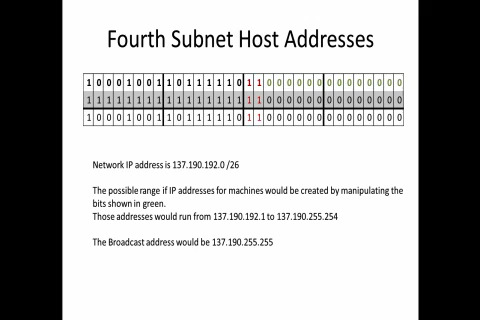 Fourth Subnet Host Addresses
1 0 0 0 1 0 0 1 1 0 1 1 1 1 1 0 1 1 0 0 0 0 0 0 0 0 0 0 0 0 0 0
1 1 1 1 1 1 1 1 1 1 1 1 1 1 1 1 1 1 0 0 0 0 0 0 0 0 0 0 0 0 0 0
1 0 0 0 1 0 0 1 1 0 1 1 1 1 1 0 1 1 0 0 0 0 0 0 0 0 0 0 0 0 0 0
Network IP address is 137.190.192.0 /26
The possible range if IP addresses for machines would be created by manipulating the
bits shown in green.
Those addresses would run from 137.190.192.1 to 137.190.255.254
The Broadcast address would be 137.190.255.255